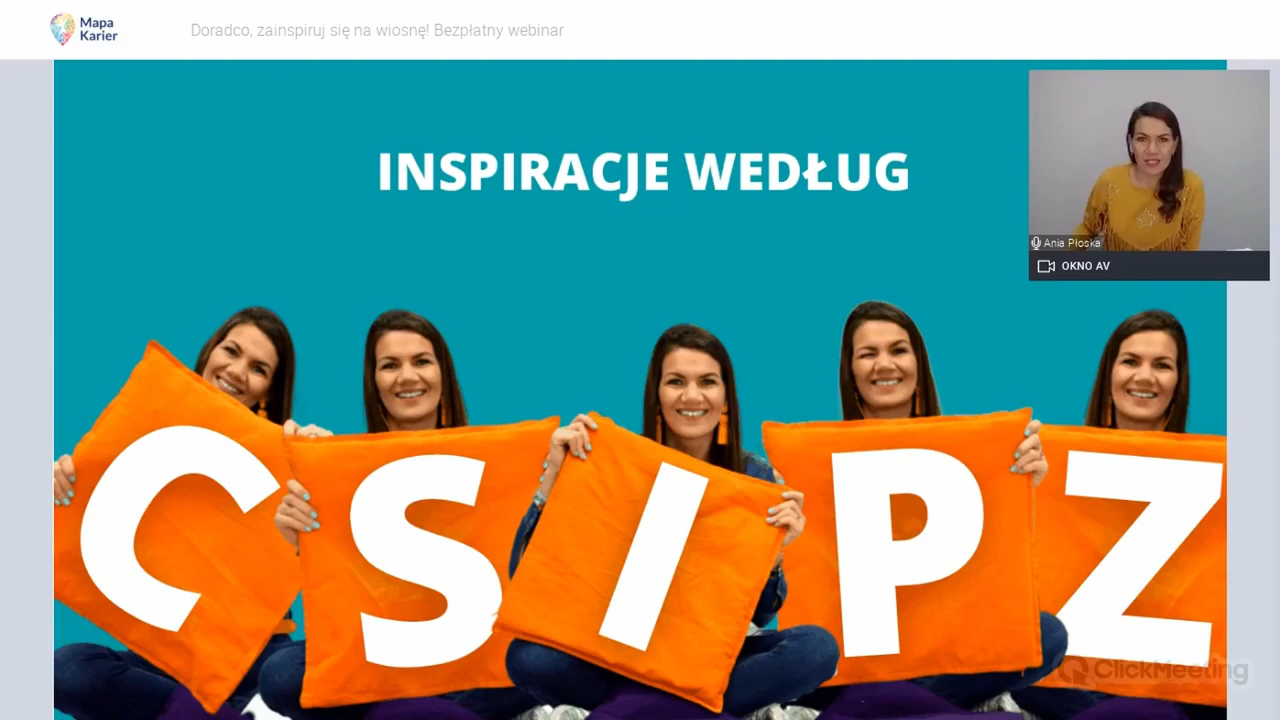 Mapa
Karier
Doradco, zainspiruj się na wiosnę! Bezpłatny webinar
INSPIRACJE WEDŁUG
Ania Płoska
OKNO AV
C S I P Z
ClickMeeting